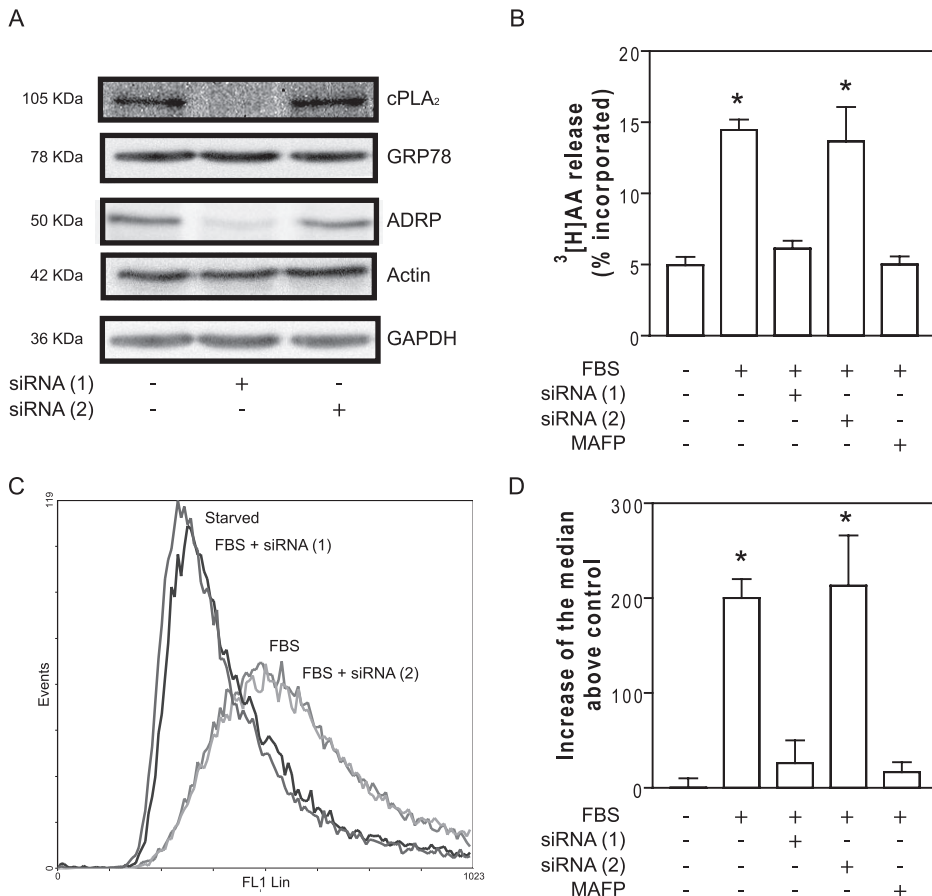 A
105 KDa cPLA₂
78 KDa GRP78
50 KDa ADRP
42 KDa Actin
36 KDa GAPDH
siRNA (1) - + -
siRNA (2) - - +
B
20
15
10
5
0
³[H]AA release
(% incorporated)
* *
FBS - + + + +
siRNA (1) - - + - -
siRNA (2) - - - + -
MAFP - - - - +
C
119
Events
0
Starved
FBS + siRNA (1)
FBS
FBS + siRNA (2)
0 FL1 Lin 1023
D
300
200
100
0
Increase of the median
above control
* *
FBS - + + + +
siRNA (1) - - + - -
siRNA (2) - - - + -
MAFP - - - - +